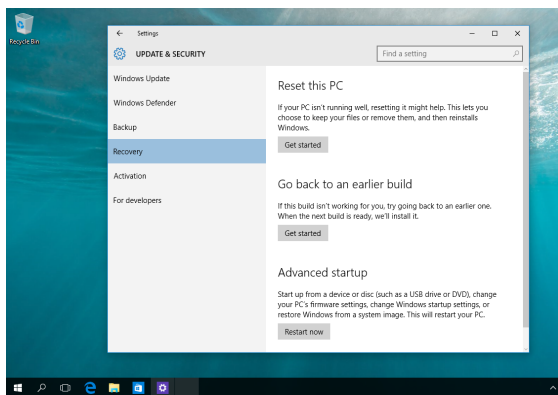 Recycle Bin
Settings
UPDATE & SECURITY
Find a setting
Windows Update
Windows Defender
Backup
Recovery
Activation
For developers
Reset this PC
If your PC isn't running well, resetting it might help. This lets you
choose to keep your files or remove them, and then reinstalls
Windows.
Get started
Go back to an earlier build
If this build isn't working for you, try going back to an earlier one.
When the next build is ready, we'll install it.
Get started
Advanced startup
Start up from a device or disc (such as a USB drive or DVD), change
your PC's firmware settings, change Windows startup settings, or
restore Windows from a system image. This will restart your PC.
Restart now